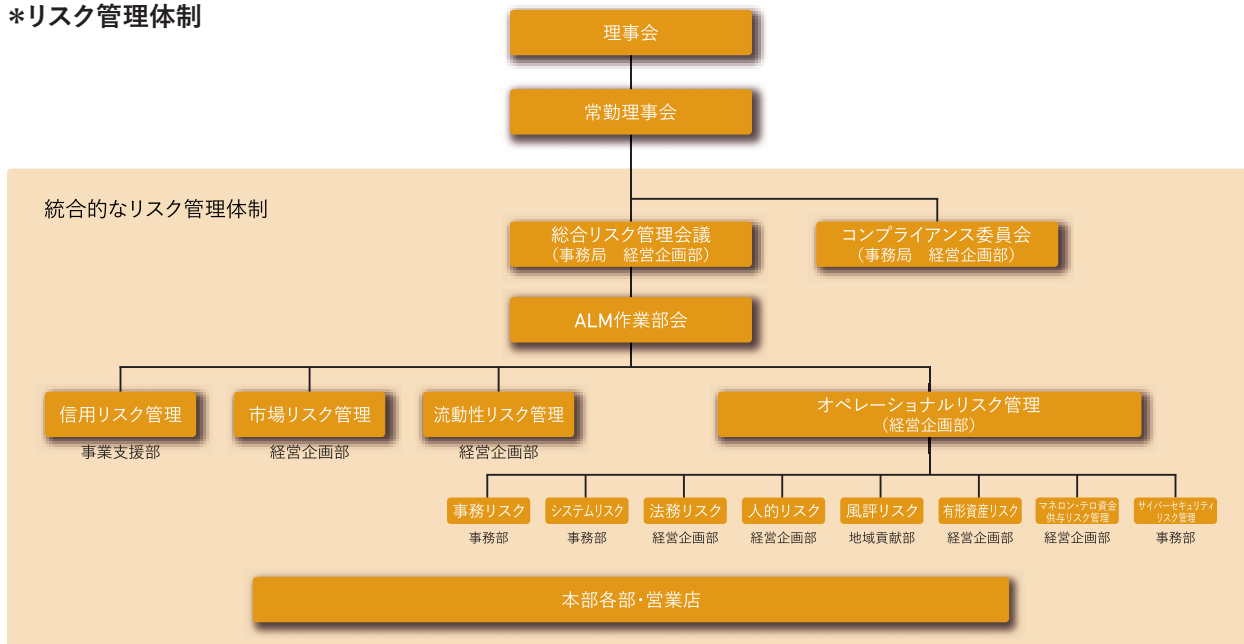 *リスク管理体制
理事会
常勤理事会
統合的なリスク管理体制
総合リスク管理会議
（事務局　経営企画部）
コンプライアンス委員会
（事務局　経営企画部）
ALM作業部会
信用リスク管理
事業支援部
市場リスク管理
経営企画部
流動性リスク管理
経営企画部
オペレーショナルリスク管理
（経営企画部）
事務リスク
事務部
システムリスク
事務部
法務リスク
経営企画部
人的リスク
経営企画部
風評リスク
地域貢献部
有形資産リスク
経営企画部
マネロン・テロ資金
供与リスク管理
経営企画部
サイバーセキュリティ
リスク管理
事務部
本部各部・営業店